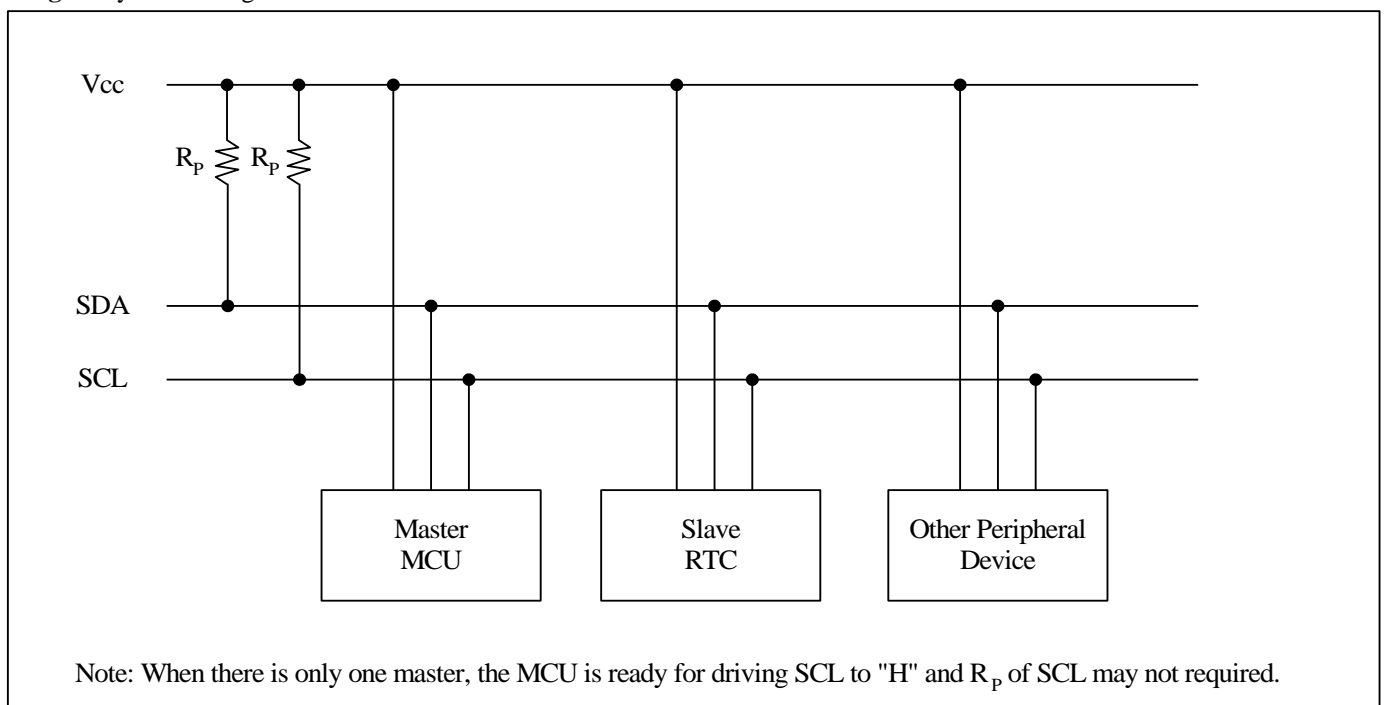 Vcc
R_P R_P
SDA
SCL
Master
MCU
Slave
RTC
Other Peripheral
Device
Note: When there is only one master, the MCU is ready for driving SCL to "H" and R_P of SCL may not required.